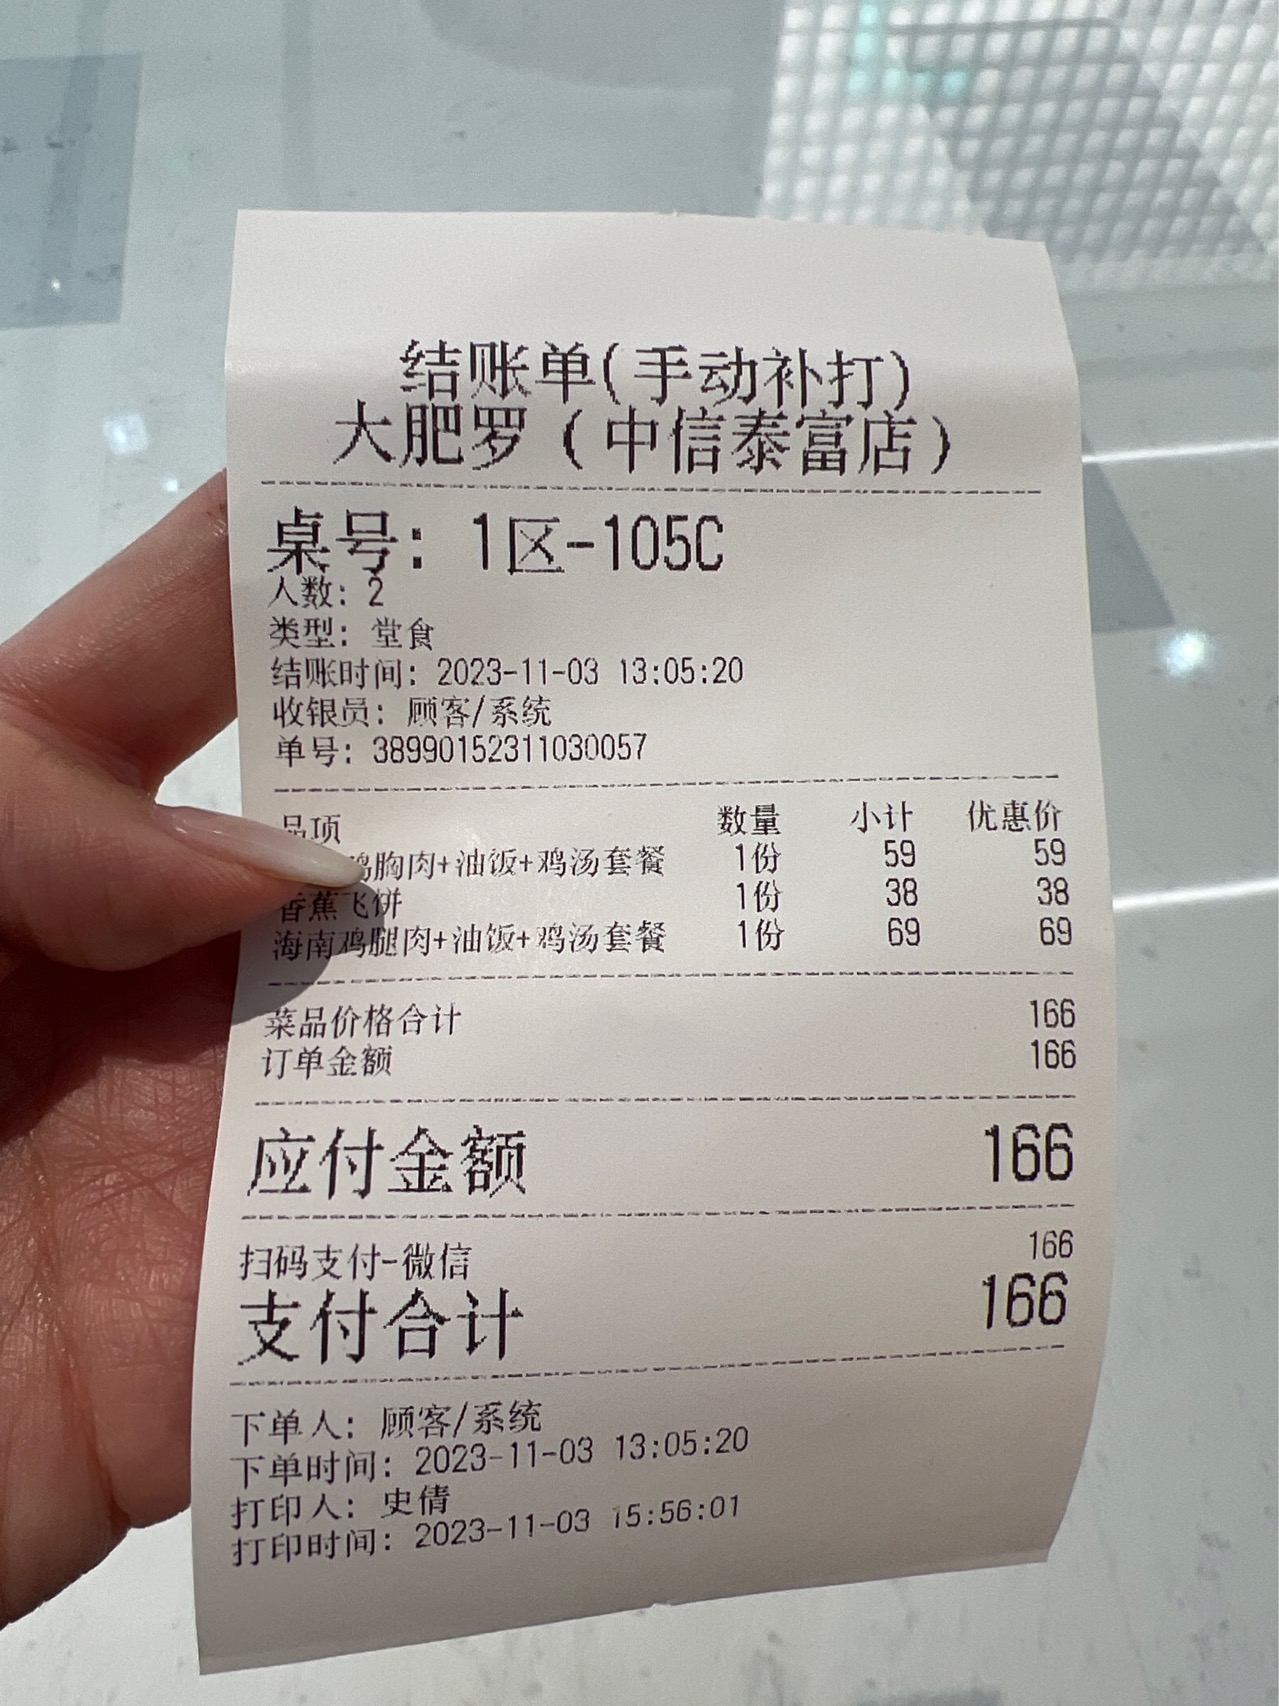 结账单(手动补打)
大肥罗（中信泰富店）
桌号: 1区-105C
人数: 2
类型: 堂食
结账时间: 2023-11-03 13:05:20
收银员: 顾客/系统
单号: 38990152311030057
品项 数量 小计 优惠价
鸡胸肉+油饭+鸡汤套餐 1份 59 59
香蕉飞饼 1份 38 38
海南鸡腿肉+油饭+鸡汤套餐 1份 69 69
菜品价格合计 166
订单金额 166
应付金额 166
扫码支付-微信 166
支付合计 166
下单人: 顾客/系统
下单时间: 2023-11-03 13:05:20
打印人: 史倩
打印时间: 2023-11-03 15:56:01